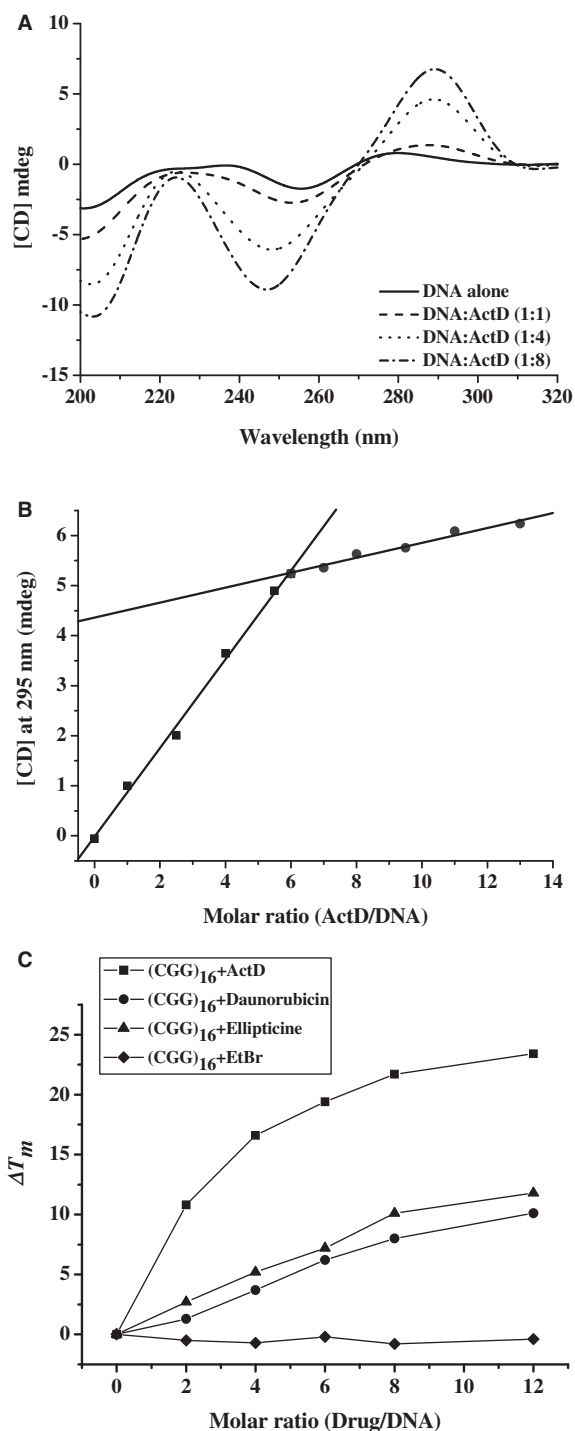 A
[CD] mdeg
10
5
0
-5
-10
-15
DNA alone
DNA:ActD (1:1)
DNA:ActD (1:4)
DNA:ActD (1:8)
200 220 240 260 280 300 320
Wavelength (nm)
B
[CD] at 295 nm (mdeg)
6
5
4
3
2
1
0
0 2 4 6 8 10 12 14
Molar ratio (ActD/DNA)
C
(CGG)16+ActD
(CGG)16+Daunorubicin
(CGG)16+Ellipticine
(CGG)16+EtBr
ΔTm
25
20
15
10
5
0
0 2 4 6 8 10 12
Molar ratio (Drug/DNA)